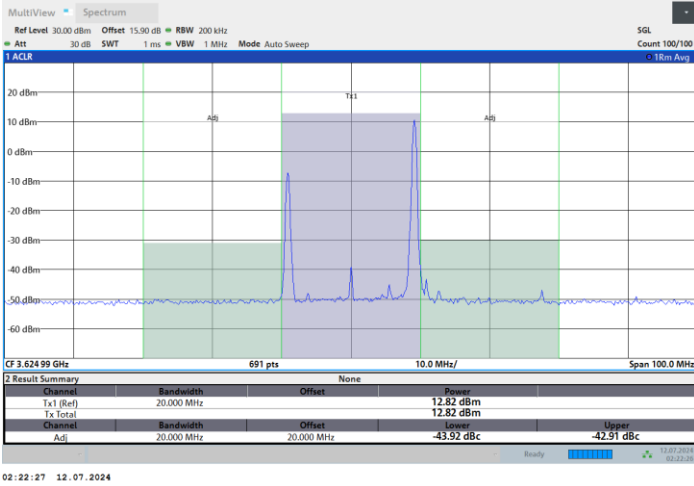 MultiView Spectrum
Ref Level 30.00 dBm Offset 15.90 dB RBW 200 kHz SGL
Att 30 dB SWT 1 ms VBW 1 MHz Mode Auto Sweep Count 100/100
1 ACLR 1Rm Avg
20 dBm
Tx1
10 dBm
Adj Adj
0 dBm
-10 dBm
-20 dBm
-30 dBm
-40 dBm
-50 dBm
-60 dBm
CF 3.624 99 GHz 691 pts 10.0 MHz/ Span 100.0 MHz
2 Result Summary None
Channel Bandwidth Offset Power
Tx1 (Ref) 20.000 MHz 12.82 dBm
Tx Total 12.82 dBm
Channel Bandwidth Offset Lower Upper
Adj 20.000 MHz 20.000 MHz -43.92 dBc -42.91 dBc
Ready 12.07.2024
02:22:26
02:22:27 12.07.2024